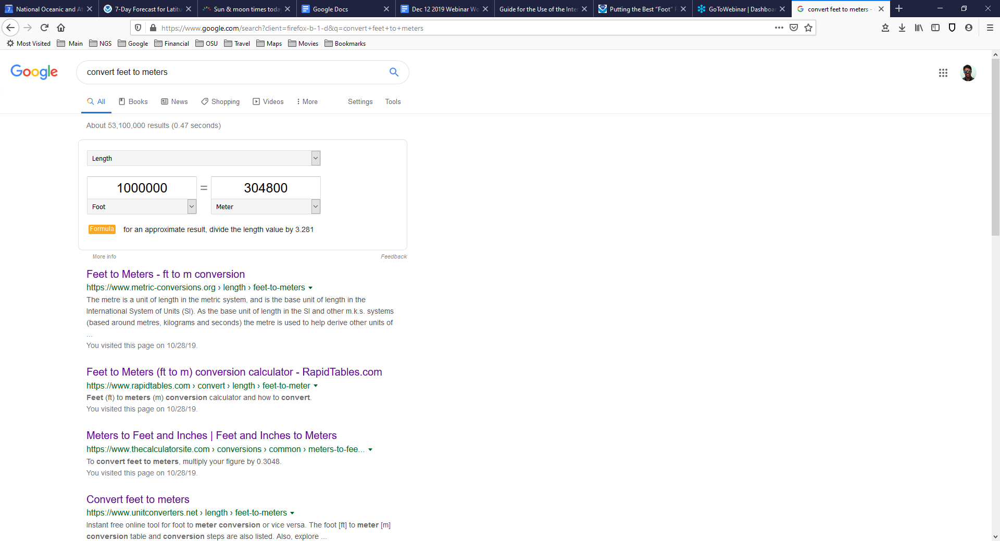 7 National Oceanic and At
7-Day Forecast for Latitu
Sun & moon times toda
Google Docs
Dec 12 2019 Webinar Wo
Guide for the Use of the Inter
Putting the Best “Foot” F
GoToWebinar | Dashboar
convert feet to meters -
https://www.google.com/search?client=firefox-b-1-d&q=convert+feet+to+meters
Most Visited Main NGS Google Financial OSU Travel Maps Movies Bookmarks
Google convert feet to meters
All Books News Shopping Videos More Settings Tools
About 53,100,000 results (0.47 seconds)
Length
1000000 = 304800
Foot Meter
Formula for an approximate result, divide the length value by 3.281
More info Feedback
Feet to Meters - ft to m conversion
https://www.metric-conversions.org › length › feet-to-meters
The metre is a unit of length in the metric system, and is the base unit of length in the
International System of Units (SI). As the base unit of length in the SI and other m.k.s. systems
(based around metres, kilograms and seconds) the metre is used to help derive other units of
...
You visited this page on 10/28/19.
Feet to Meters (ft to m) conversion calculator - RapidTables.com
https://www.rapidtables.com › convert › length › feet-to-meter
Feet (ft) to meters (m) conversion calculator and how to convert.
You visited this page on 10/28/19.
Meters to Feet and Inches | Feet and Inches to Meters
https://www.thecalculatorsite.com › conversions › common › meters-to-fee...
To convert feet to meters, multiply your figure by 0.3048.
You visited this page on 10/28/19.
Convert feet to meters
https://www.unitconverters.net › length › feet-to-meters
Instant free online tool for foot to meter conversion or vice versa. The foot [ft] to meter [m]
conversion table and conversion steps are also listed. Also, explore ...